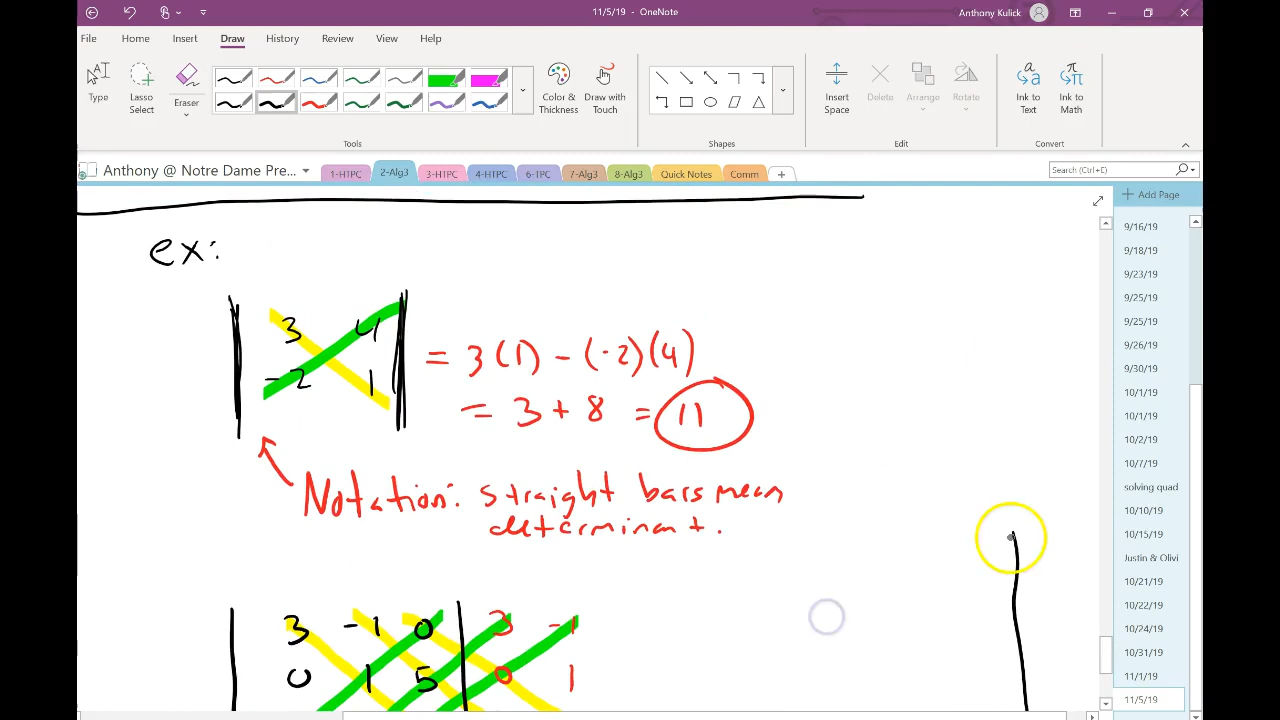 11/5/19 - OneNote
Anthony Kulick
File Home Insert Draw History Review View Help
Type
Lasso Select
Eraser
Color & Thickness
Draw with Touch
Insert Space
Delete
Arrange
Rotate
Ink to Text
Ink to Math
Tools
Shapes
Edit
Convert
Anthony @ Notre Dame Pre...
1-HTPC 2-Alg3 3-HTPC 4-HTPC 6-TPC 7-Alg3 8-Alg3 Quick Notes Comm
Search (Ctrl+E)
Add Page
9/16/19
9/18/19
9/23/19
9/25/19
9/25/19
9/26/19
9/30/19
10/1/19
10/1/19
10/2/19
10/7/19
solving quad
10/10/19
10/15/19
Justin & Olivi
10/21/19
10/22/19
10/24/19
10/31/19
11/1/19
11/5/19
ex:
3 4
-2 1
= 3(1) - (-2)(4)
= 3 + 8 = 11
Notation: straight bars mean
determinant.
3 -1 0 3 -1
0 1 5 0 1